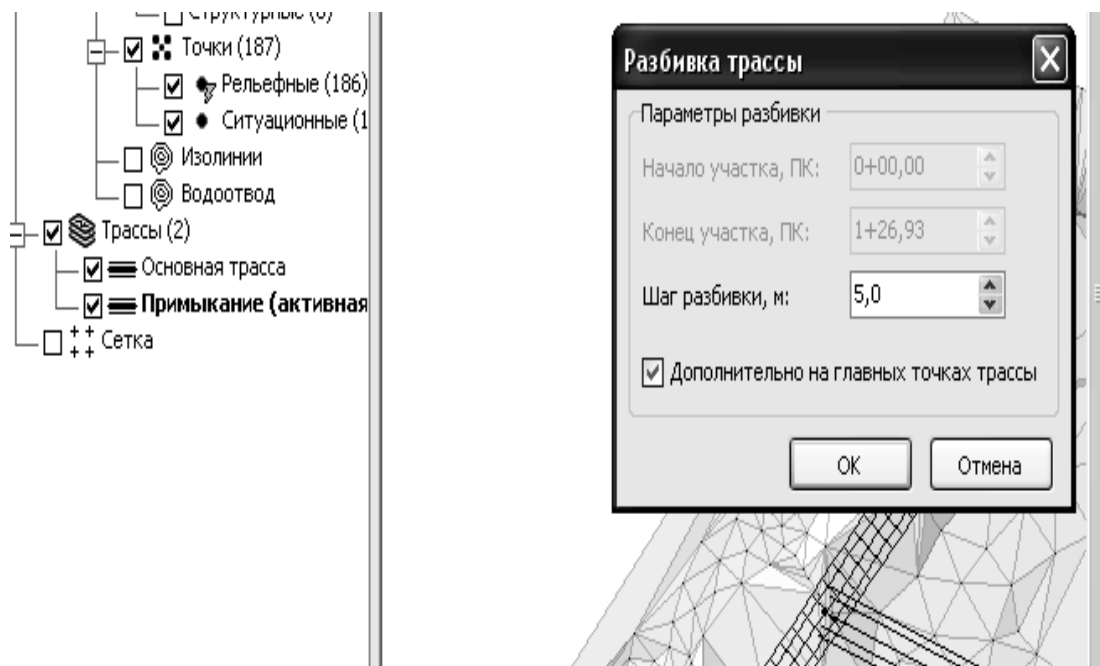 Структурные (0)
Точки (187)
Рельефные (186)
Ситуационные (1
Изолинии
Водоотвод
Трассы (2)
Основная трасса
Примыкание (активная
Сетка
Разбивка трассы
Параметры разбивки
Начало участка, ПК: 0+00,00
Конец участка, ПК: 1+26,93
Шаг разбивки, м: 5,0
Дополнительно на главных точках трассы
ОК Отмена